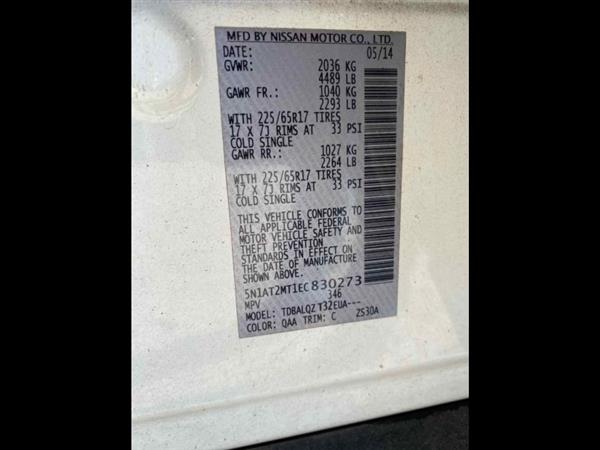 MFD BY NISSAN MOTOR CO., LTD.
DATE: 05/14
GVWR: 2036 KG
4489 LB
GAWR FR.: 1040 KG
2293 LB
WITH 225/65R17 TIRES
17 X 7J RIMS AT 33 PSI
COLD SINGLE
GAWR RR.: 1027 KG
2264 LB
WITH 225/65R17 TIRES
17 X 7J RIMS AT 33 PSI
COLD SINGLE
THIS VEHICLE CONFORMS TO
ALL APPLICABLE FEDERAL
MOTOR VEHICLE SAFETY AND
THEFT PREVENTION
STANDARDS IN EFFECT ON
THE DATE OF MANUFACTURE
SHOWN ABOVE.
5N1AT2MT1EC830273
MPV 346
MODEL: TDBALQZ T32EUA---
COLOR: QAA TRIM: C ZS30A